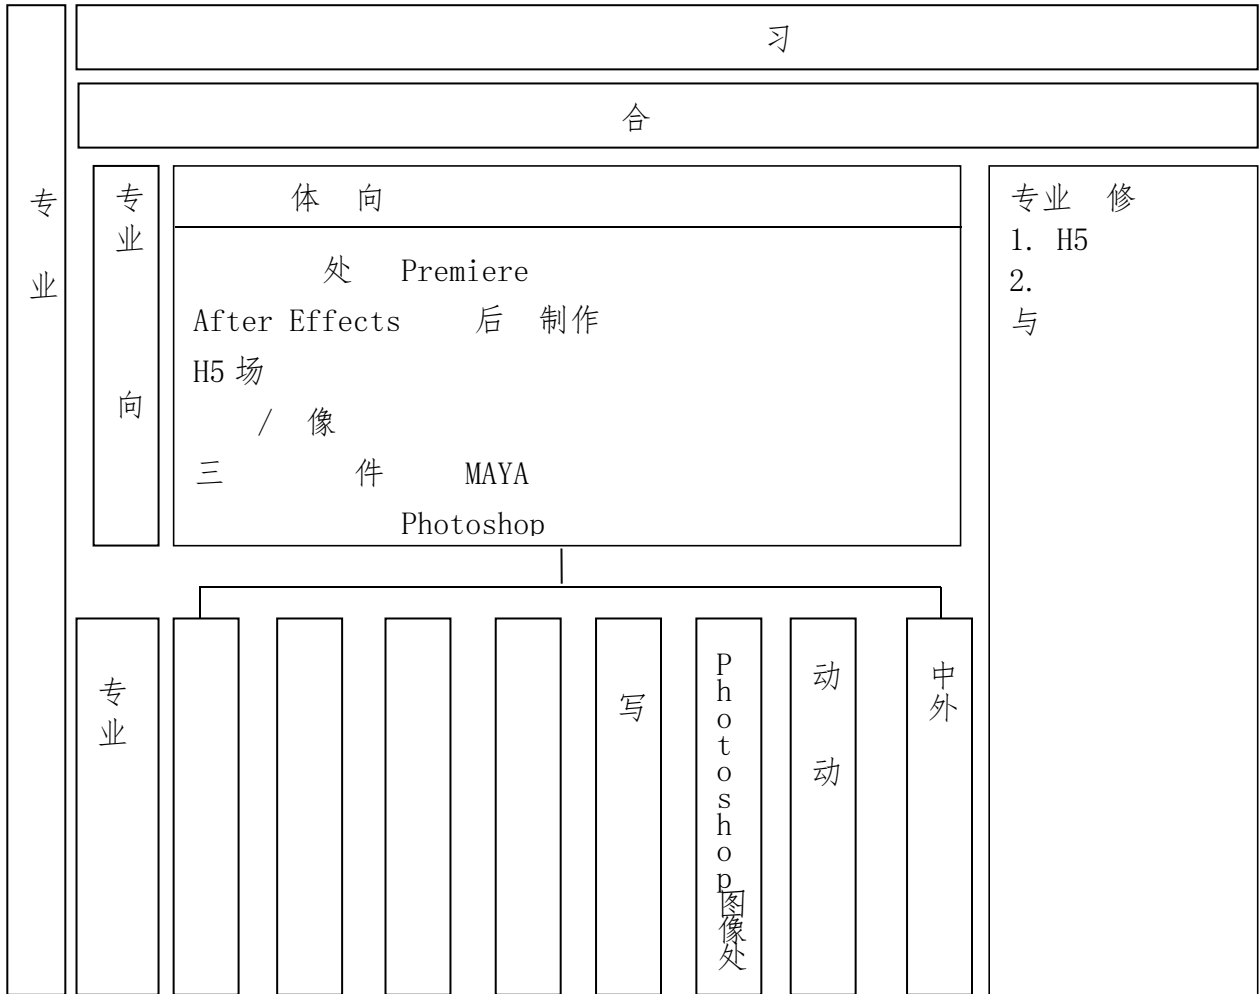 习
合
专业
专业向
体 向
处 Premiere
After Effects 后 制作
H5 场
/ 像
三 件 MAYA
Photoshop
专业 修
1. H5
2.
与
专业
写
Photoshop图像处
动 动
中外